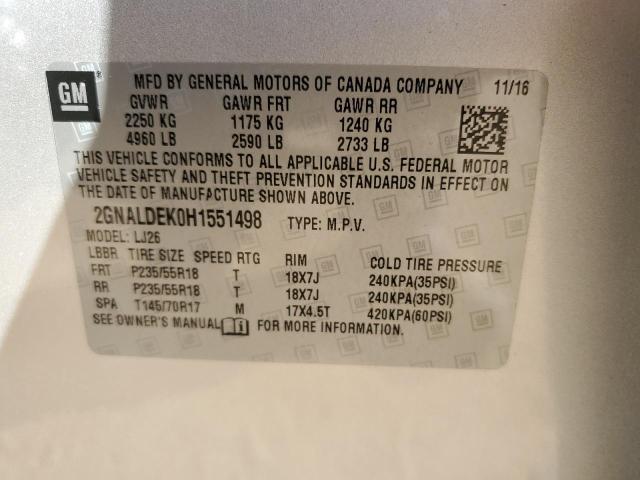 GM
MFD BY GENERAL MOTORS OF CANADA COMPANY 11/16
GVWR GAWR FRT GAWR RR
2250 KG 1175 KG 1240 KG
4960 LB 2590 LB 2733 LB
THIS VEHICLE CONFORMS TO ALL APPLICABLE U.S. FEDERAL MOTOR
VEHICLE SAFETY AND THEFT PREVENTION STANDARDS IN EFFECT ON
THE DATE OF MANUFACTURE SHOWN ABOVE.
2GNALDEK0H1551498 TYPE: M.P.V.
MODEL: LJ26
LBBR TIRE SIZE SPEED RTG RIM COLD TIRE PRESSURE
FRT P235/55R18 T 18X7J 240KPA(35PSI)
RR P235/55R18 T 18X7J 240KPA(35PSI)
SPA T145/70R17 M 17X4.5T 420KPA(60PSI)
SEE OWNER'S MANUAL FOR MORE INFORMATION.